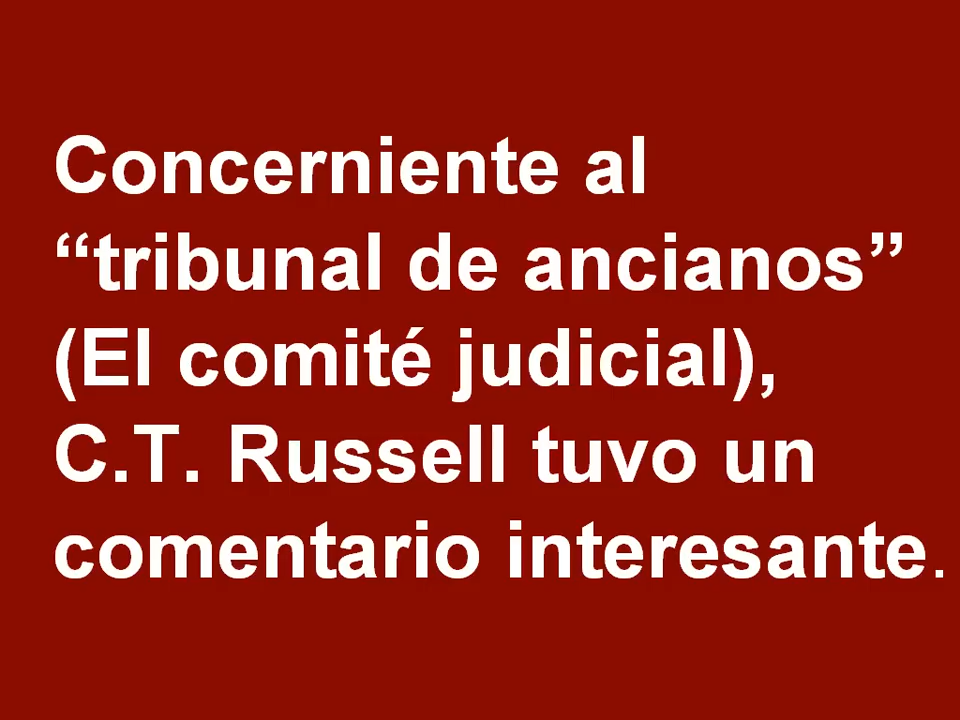 Concerniente al
“tribunal de ancianos”
(El comité judicial),
C.T. Russell tuvo un
comentario interesante.